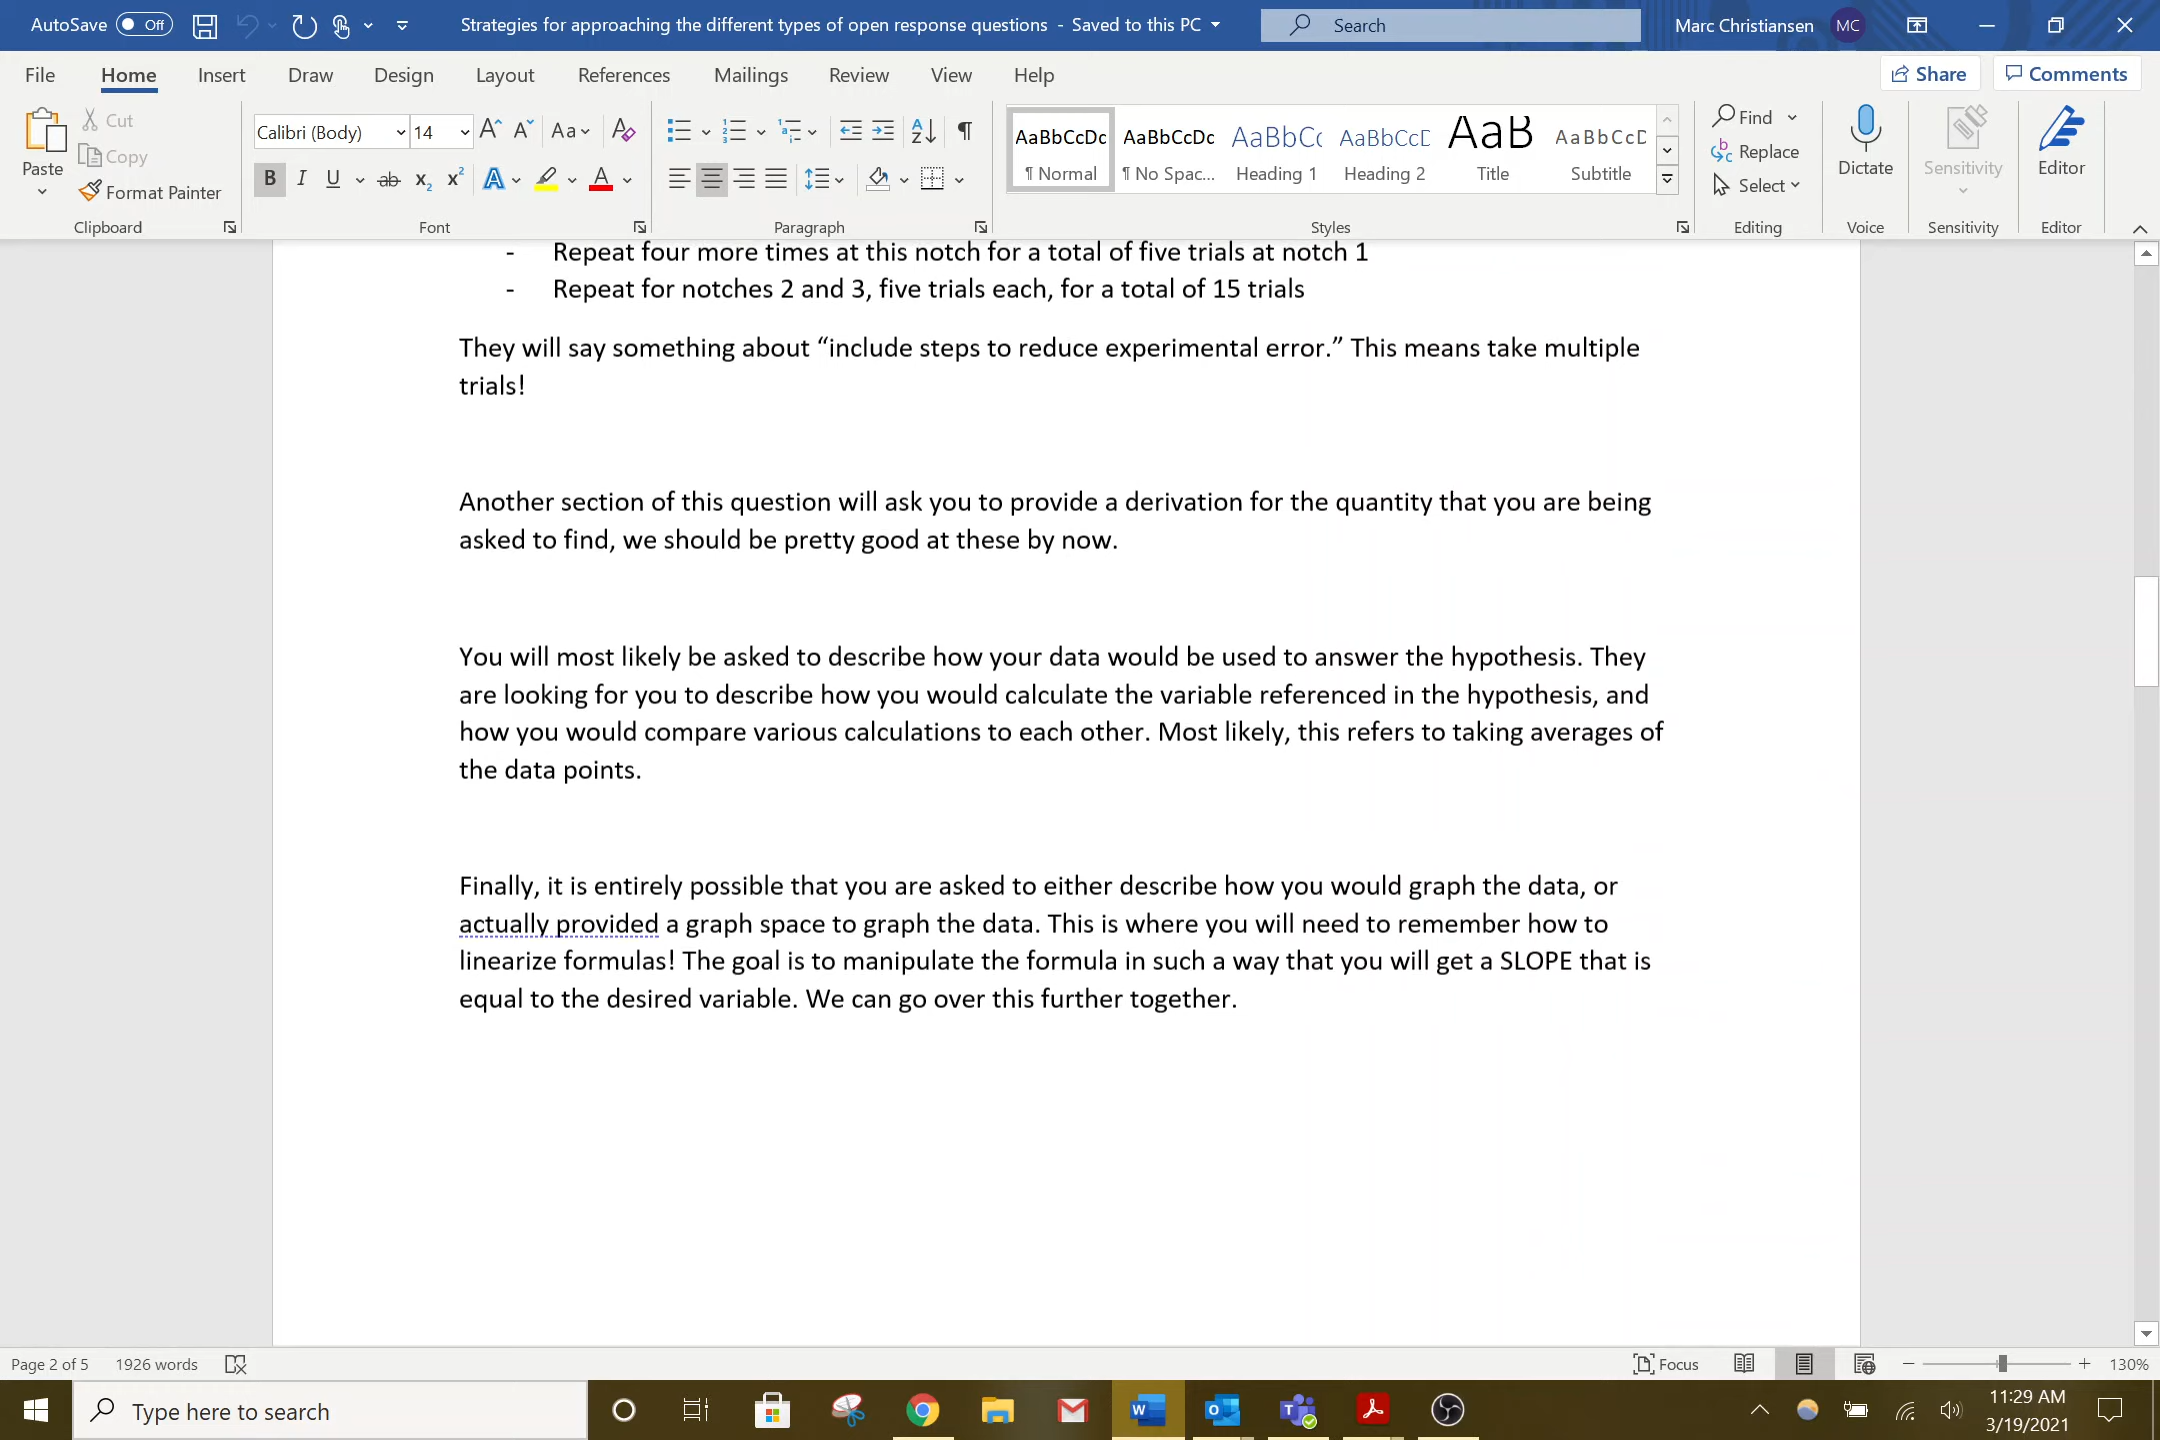 AutoSave Off Strategies for approaching the different types of open response questions - Saved to this PC Search Marc Christiansen MC
File Home Insert Draw Design Layout References Mailings Review View Help Share Comments
Paste Cut Copy Format Painter
Calibri (Body) 14 Aa
B I U ab x₂ x² A A
AaBbCcDc AaBbCcDc AaBbCc AaBbCcD AaB AaBbCcD
¶ Normal ¶ No Spac... Heading 1 Heading 2 Title Subtitle
Find Replace Select
Dictate Sensitivity Editor
Clipboard Font Paragraph Styles Editing Voice Sensitivity Editor
- Repeat four more times at this notch for a total of five trials at notch 1
- Repeat for notches 2 and 3, five trials each, for a total of 15 trials
They will say something about “include steps to reduce experimental error.” This means take multiple
trials!
Another section of this question will ask you to provide a derivation for the quantity that you are being
asked to find, we should be pretty good at these by now.
You will most likely be asked to describe how your data would be used to answer the hypothesis. They
are looking for you to describe how you would calculate the variable referenced in the hypothesis, and
how you would compare various calculations to each other. Most likely, this refers to taking averages of
the data points.
Finally, it is entirely possible that you are asked to either describe how you would graph the data, or
actually provided a graph space to graph the data. This is where you will need to remember how to
linearize formulas! The goal is to manipulate the formula in such a way that you will get a SLOPE that is
equal to the desired variable. We can go over this further together.
Page 2 of 5 1926 words Focus 130%
Type here to search
11:29 AM
3/19/2021